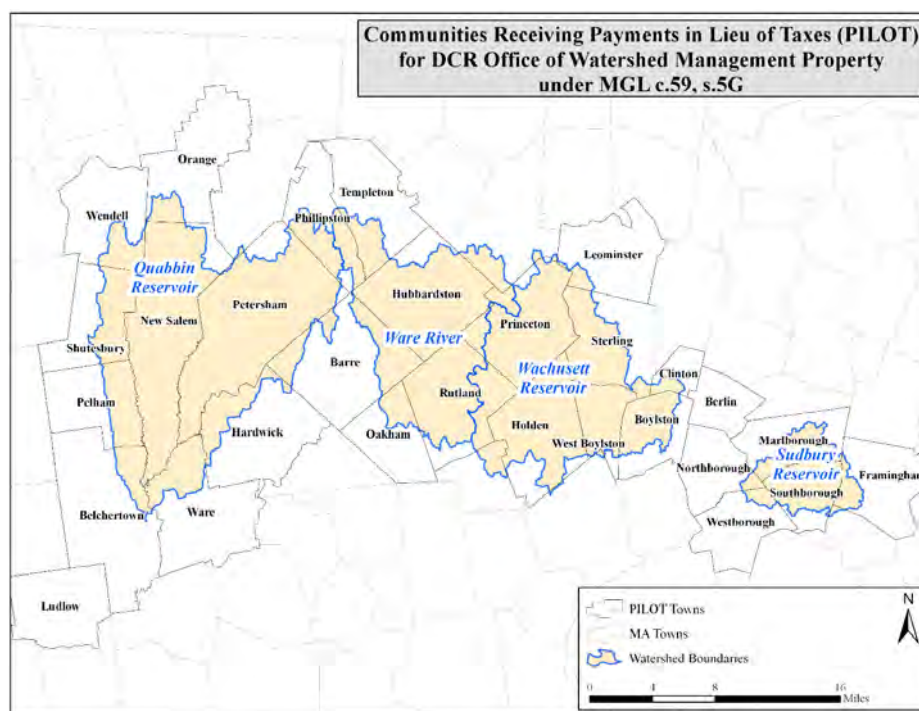 Communities Receiving Payments in Lieu of Taxes (PILOT)
for DCR Office of Watershed Management Property
under MGL c.59, s.5G
Orange
Templeton
Wendell
Phillipston
Leominster
Quabbin
Reservoir
Petersham
Hubbardston
New Salem
Princeton
Ware River
Sterling
Shutesbury
Barre
Wachusett
Reservoir
Clinton
Pelham
Rutland
Berlin
Hardwick
Holden
Boylston
Oakham
West Boylston
Marlborough
Sudbury
Reservoir
Northborough
Framingham
Southborough
Belchertown
Ware
Westborough
Ludlow
N
PILOT Towns
MA Towns
Watershed Boundaries
0 4 8 16
Miles